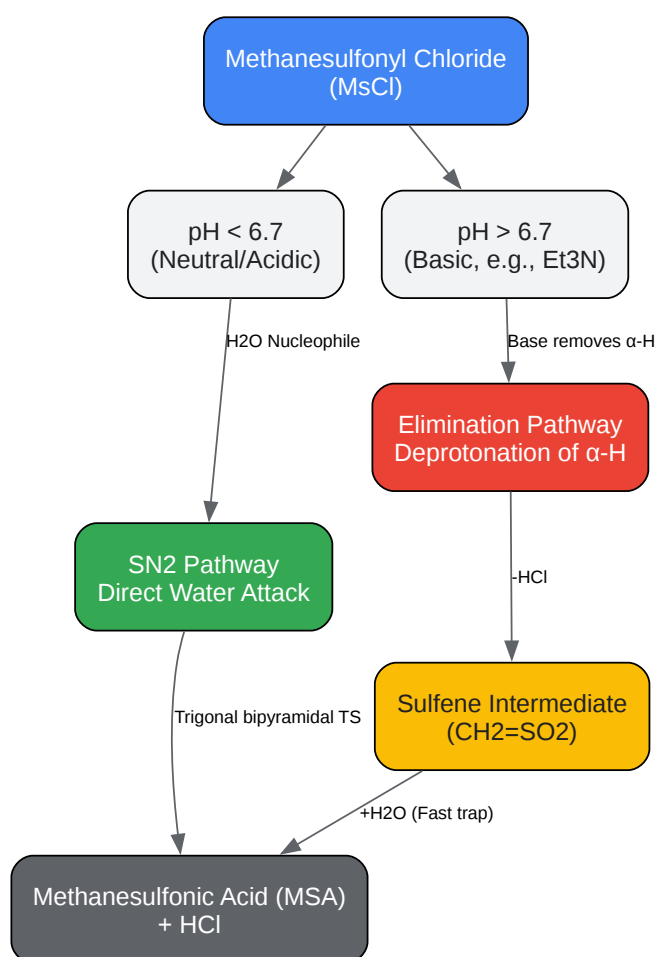 Methanesulfonyl Chloride
(MsCl)
pH < 6.7
(Neutral/Acidic)
pH > 6.7
(Basic, e.g., Et3N)
H2O Nucleophile
Base removes α-H
Elimination Pathway
Deprotonation of α-H
SN2 Pathway
Direct Water Attack
-HCl
Trigonal bipyramidal TS
Sulfene Intermediate
(CH2=SO2)
+H2O (Fast trap)
Methanesulfonic Acid (MSA)
+ HCl